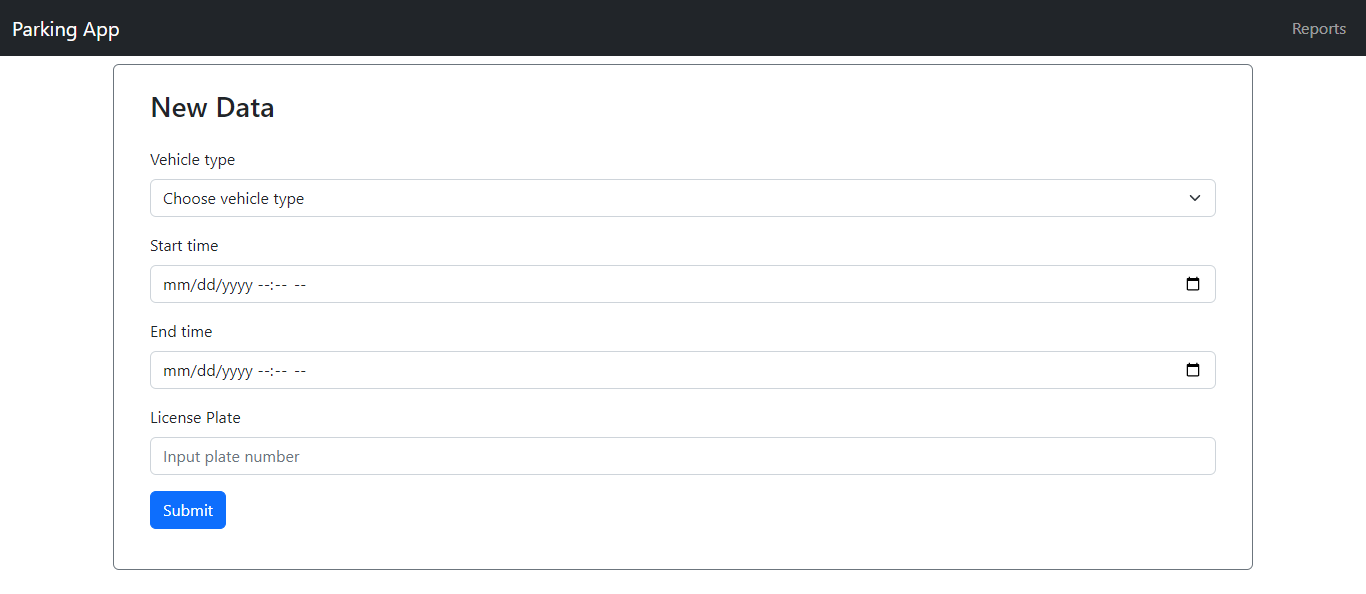 Parking App
Reports
New Data
Vehicle type
Choose vehicle type
Start time
mm/dd/yyyy --:-- --
End time
mm/dd/yyyy --:-- --
License Plate
Input plate number
Submit